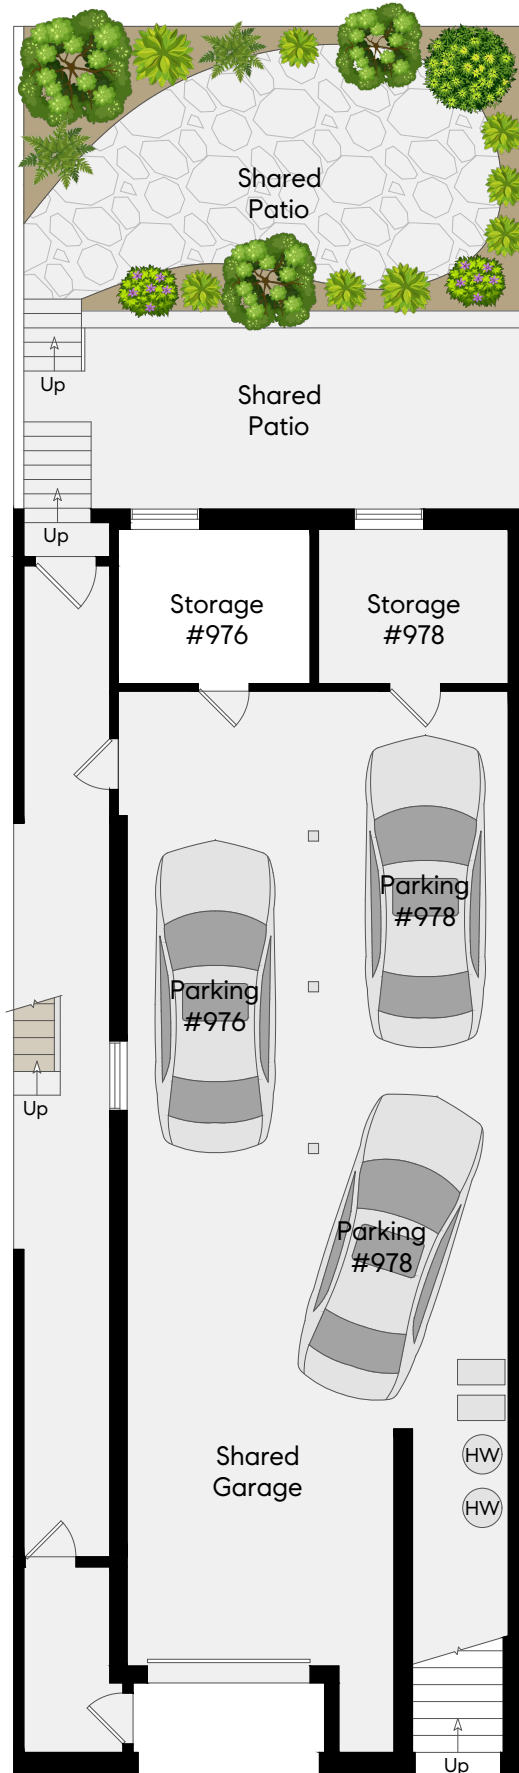 Shared
Patio
Up
Shared
Patio
Up
Storage
#976
Storage
#978
Parking
#978
Parking
#976
Up
Parking
#978
Shared
Garage
HW
HW
Up